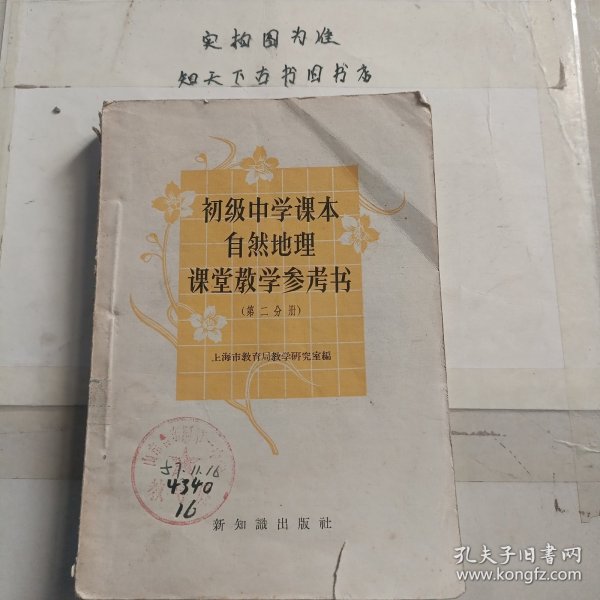 实拍图为准
知天下古书旧书店
初级中学课本
自然地理
课堂教学参考书
(第二分册)
上海市教育局教学研究室編
57.11.16
4340
16
新知識出版社
孔夫子旧书网
www.kongfz.com